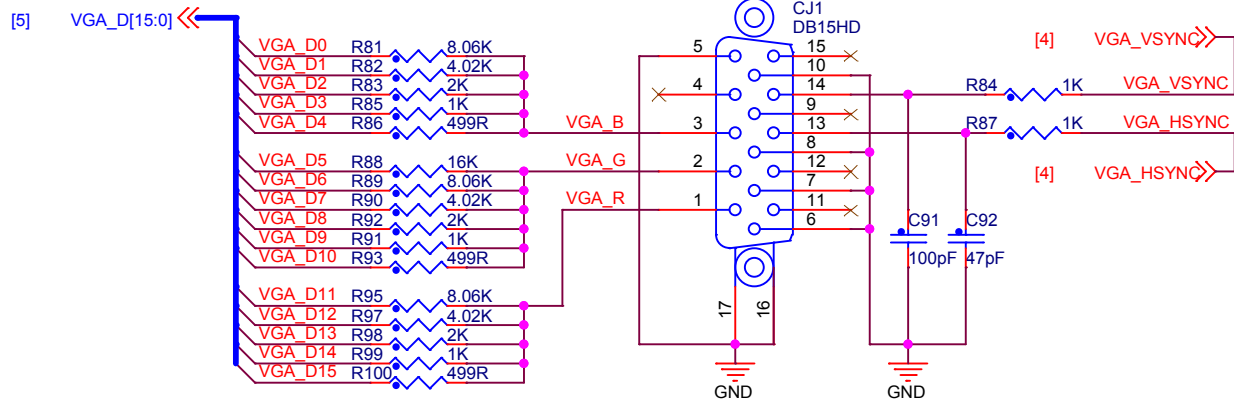 CJ1
DB15HD
[5] VGA_D[15:0]
[4] VGA_VSYNC
VGA_D0 R81 8.06K 5 15
VGA_D1 R82 4.02K 10
VGA_D2 R83 2K 4 14 R84 1K VGA_VSYNC
VGA_D3 R85 1K 9
VGA_D4 R86 499R VGA_B 3 13 R87 1K VGA_HSYNC
8
VGA_D5 R88 16K VGA_G 2 12
[4] VGA_HSYNC
VGA_D6 R89 8.06K 7
VGA_D7 R90 4.02K VGA_R 1 11
VGA_D8 R92 2K 6 C91 C92
VGA_D9 R91 1K
VGA_D10 R93 499R 100pF 47pF
VGA_D11 R95 8.06K 17 16
VGA_D12 R97 4.02K
VGA_D13 R98 2K
VGA_D14 R99 1K
VGA_D15 R100 499R
GND GND